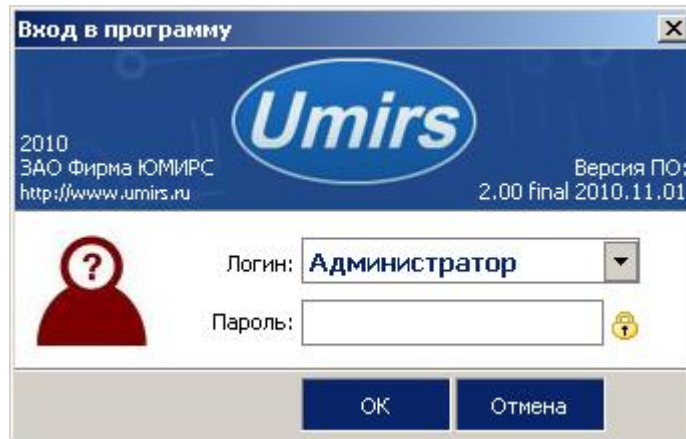 Вход в программу
Umirs
2010
ЗАО Фирма ЮМИРС
http://www.umirs.ru
Версия ПО:
2.00 final 2010.11.01
?
Логин: Администратор
Пароль:
ОК
Отмена